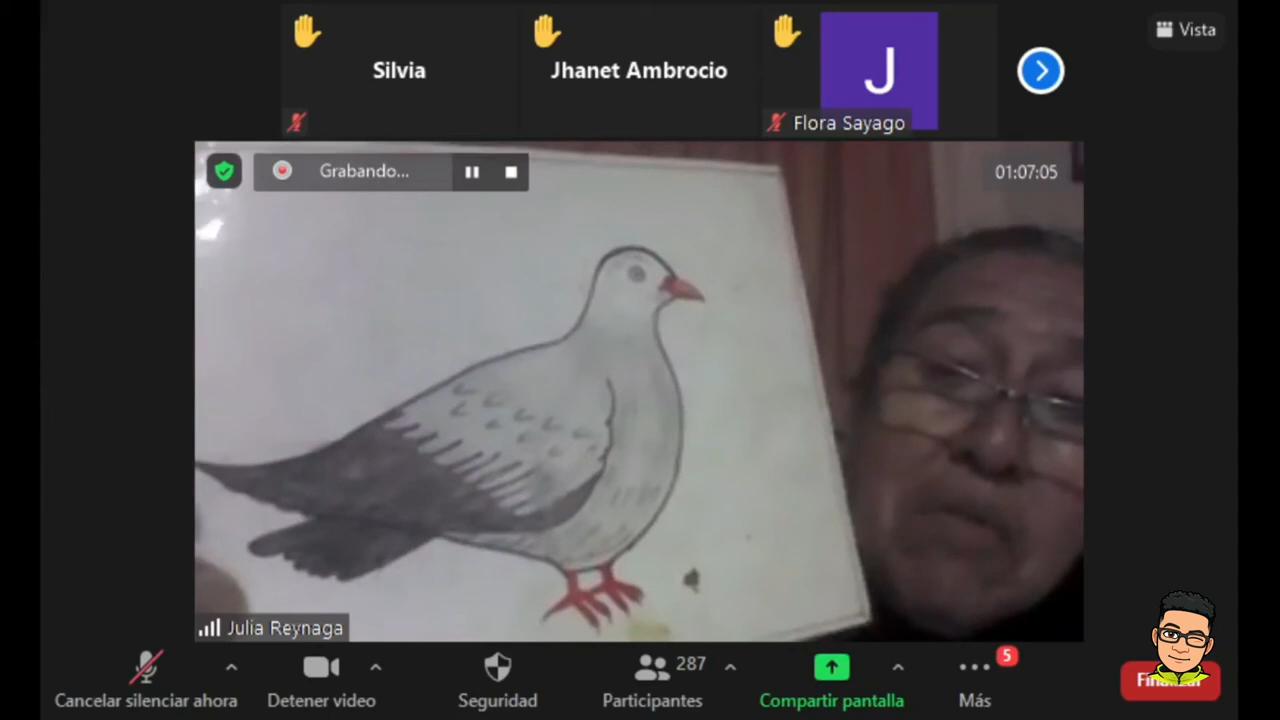 Vista
Silvia
Jhanet Ambrocio
J
Flora Sayago
Grabando...
01:07:05
Julia Reynaga
287
5
Cancelar silenciar ahora
Detener video
Seguridad
Participantes
Compartir pantalla
Más